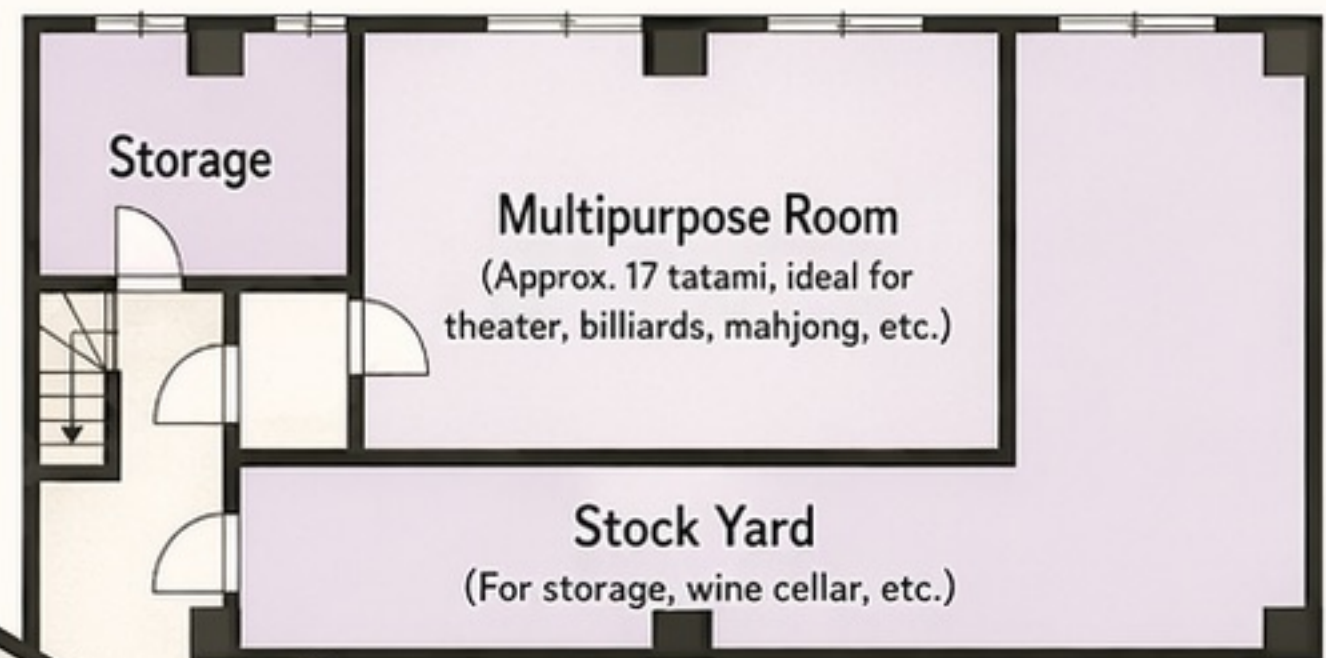 Storage
Multipurpose Room
(Approx. 17 tatami, ideal for
theater, billiards, mahjong, etc.)
Stock Yard
(For storage, wine cellar, etc.)